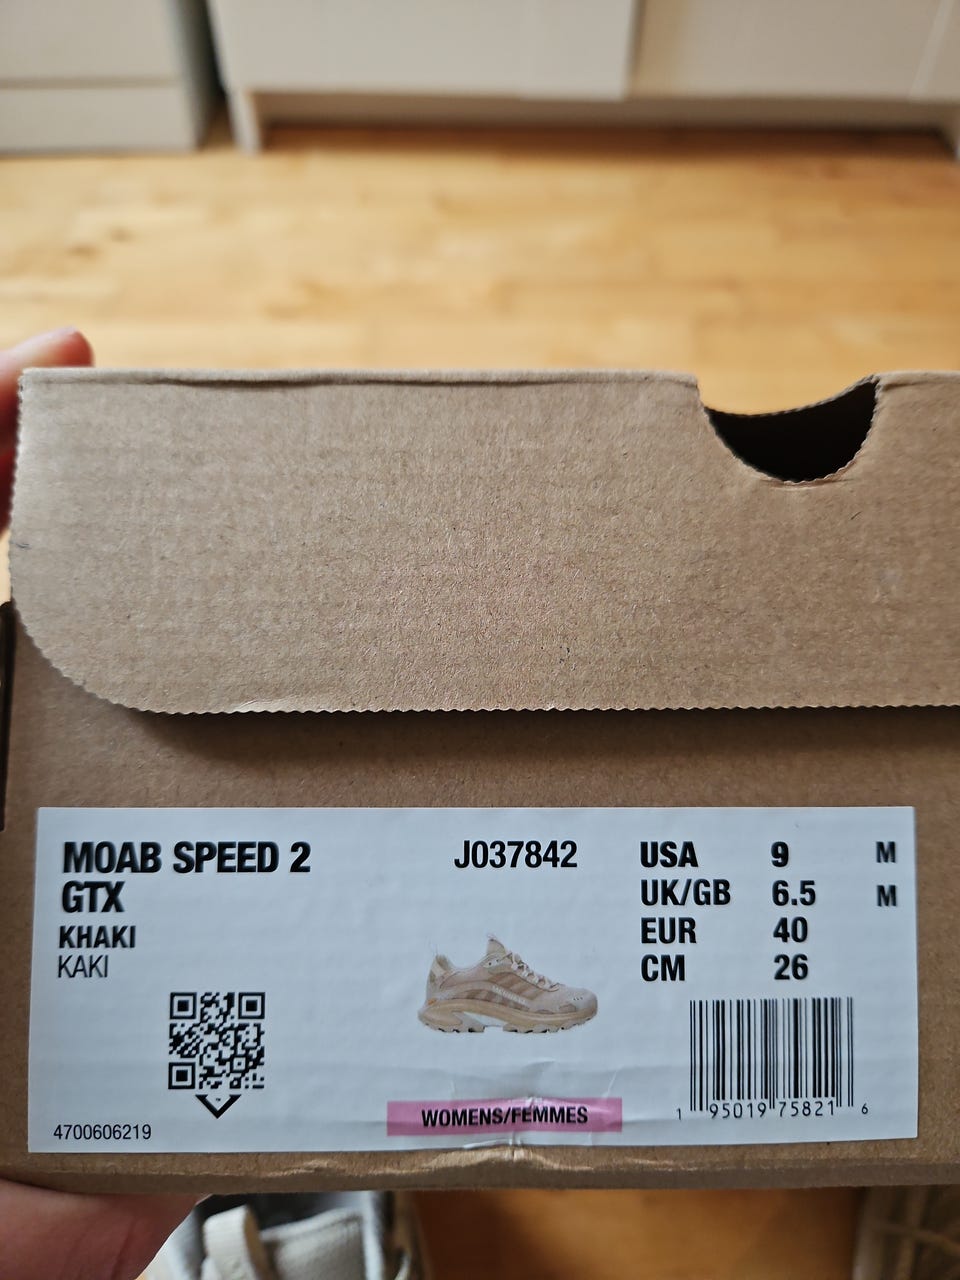 MOAB SPEED 2
GTX
KHAKI
KAKI
J037842
USA 9 M
UK/GB 6.5 M
EUR 40
CM 26
WOMENS/FEMMES
4700606219
1 95019 75821 6